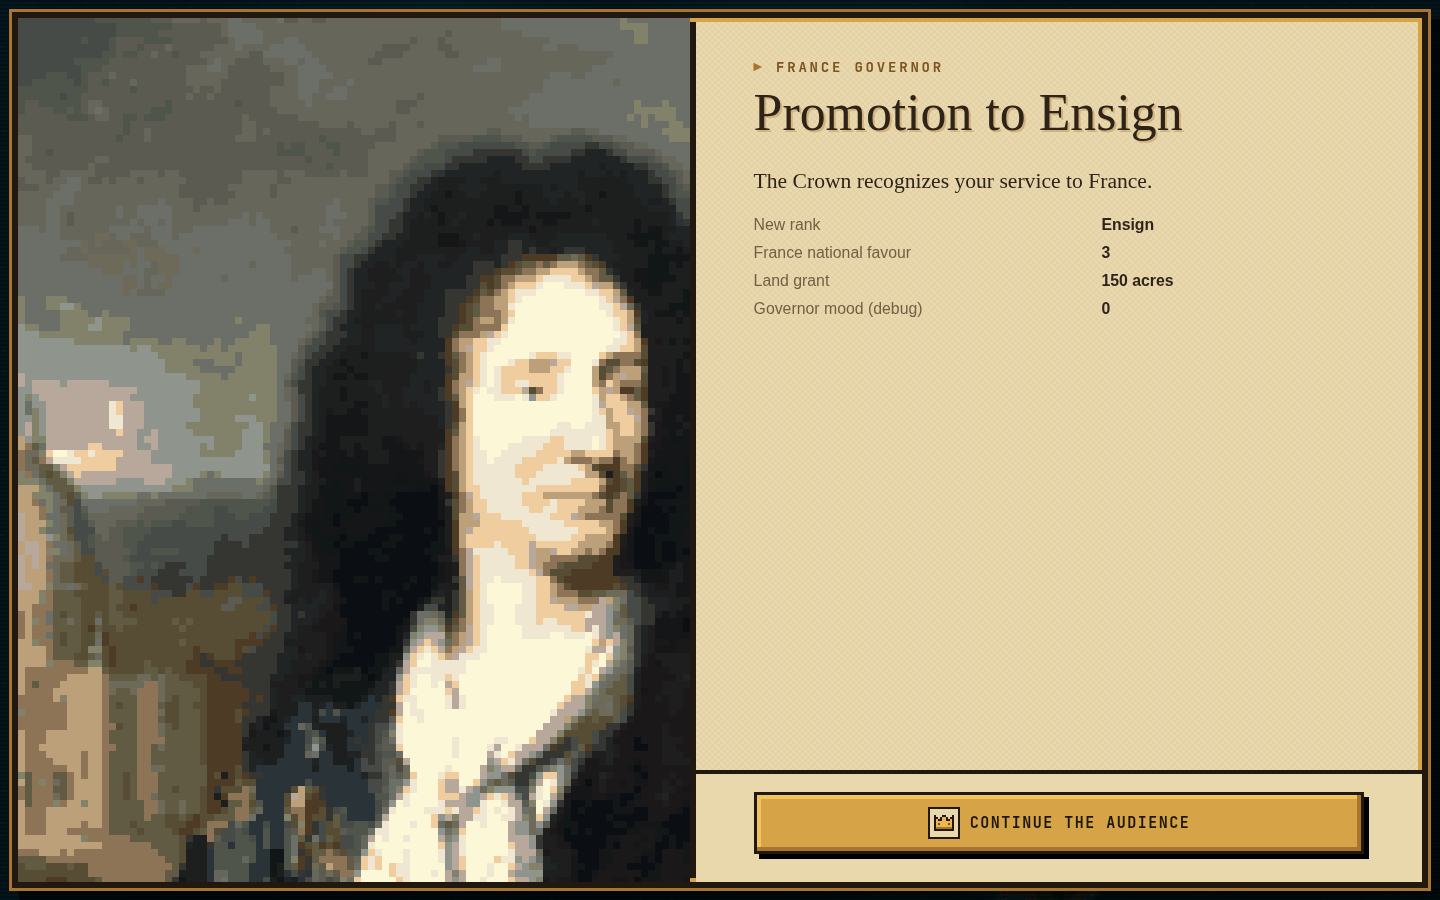 FRANCE GOVERNOR
Promotion to Ensign
The Crown recognizes your service to France.
New rank Ensign
France national favour 3
Land grant 150 acres
Governor mood (debug) 0
CONTINUE THE AUDIENCE